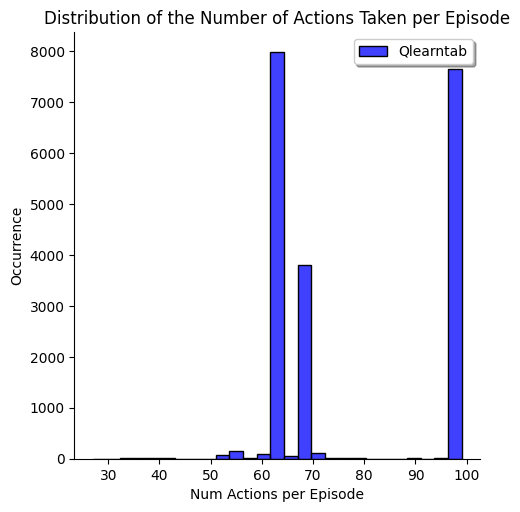 Distribution of the Number of Actions Taken per Episode
Qlearntab
8000
7000
6000
5000
4000
3000
2000
1000
0
Occurrence
30 40 50 60 70 80 90 100
Num Actions per Episode